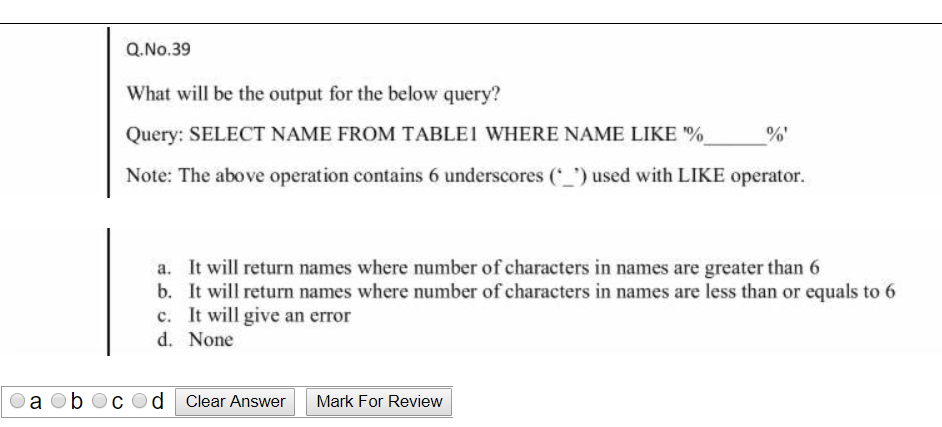 Q.No.39
What will be the output for the below query?
Query: SELECT NAME FROM TABLE1 WHERE NAME LIKE '%______%'
Note: The above operation contains 6 underscores (‘_’) used with LIKE operator.
a. It will return names where number of characters in names are greater than 6
b. It will return names where number of characters in names are less than or equals to 6
c. It will give an error
d. None
a b c d Clear Answer Mark For Review